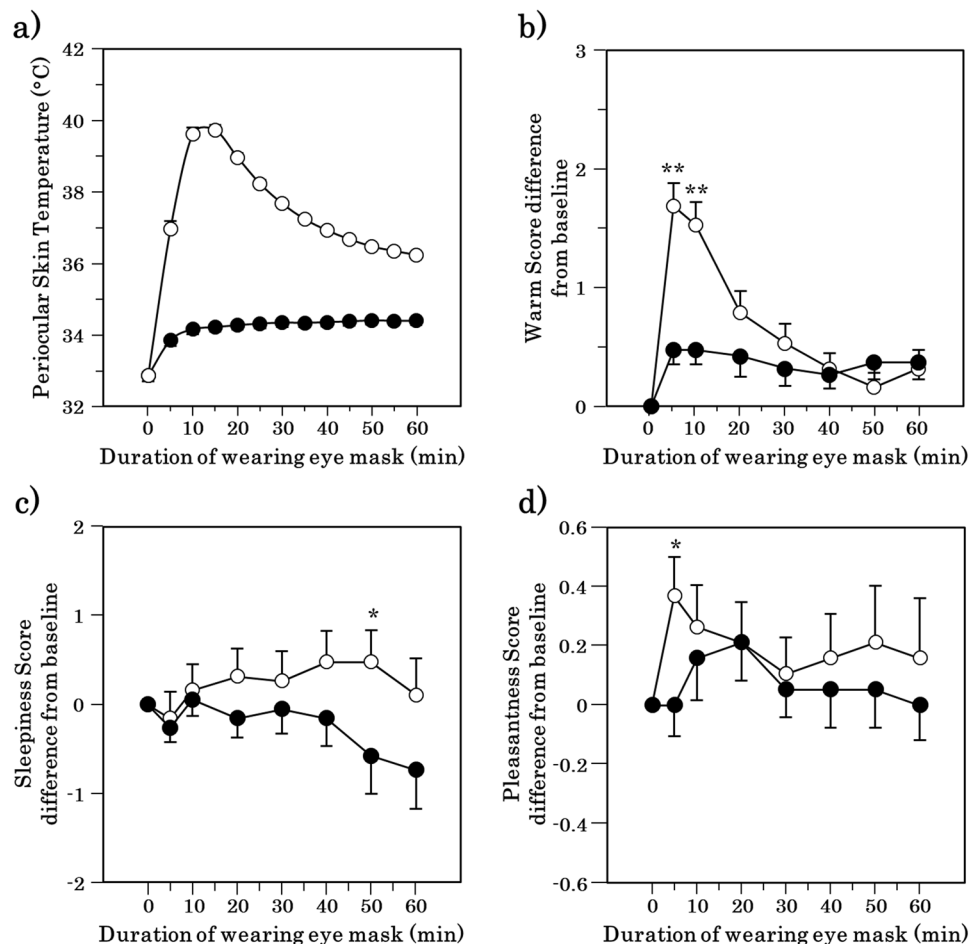 a)
Periocular Skin Temperature (°C)
42
40
38
36
34
32
0 10 20 30 40 50 60
Duration of wearing eye mask (min)
b)
Warm Score difference
from baseline
3
2
1
0
**
**
0 10 20 30 40 50 60
Duration of wearing eye mask (min)
c)
Sleepiness Score
difference from baseline
2
1
0
-1
-2
*
0 10 20 30 40 50 60
Duration of wearing eye mask (min)
d)
Pleasantness Score
difference from baseline
0.6
0.4
0.2
0
-0.2
-0.4
-0.6
*
0 10 20 30 40 50 60
Duration of wearing eye mask (min)